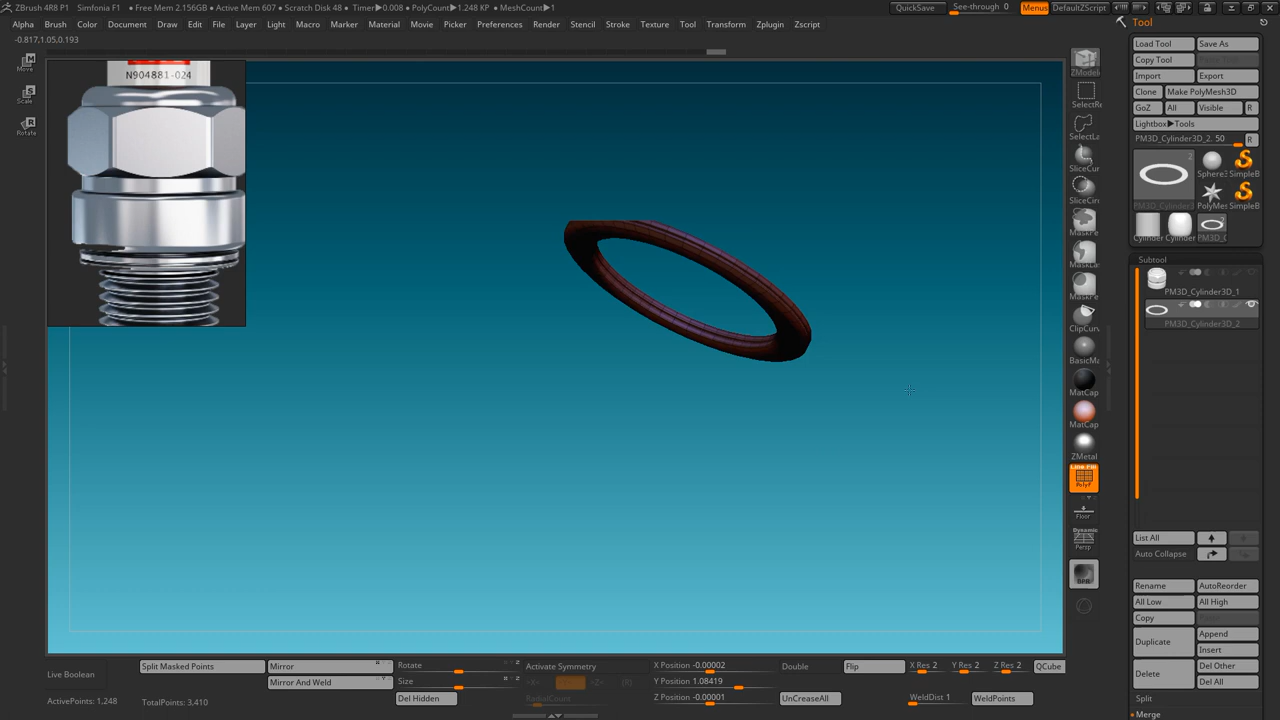 ZBrush 4R8 P1 Simfonia F1 • Free Mem 2.156GB • Active Mem 607 • Scratch Disk 48 • Timer▶0.008 • PolyCount▶1.248 KP • MeshCount▶1
QuickSave See-through 0 Menus DefaultZScript
Alpha Brush Color Document Draw Edit File Layer Light Macro Marker Material Movie Picker Preferences Render Stencil Stroke Texture Tool Transform Zplugin Zscript
-0.817,1.05,0.193
Move
Scale
Rotate
N904881-024
ZModel
SelectRe
SelectLa
SliceCur
SliceCir
MaskPe
MaskLa
MaskRe
ClipCurv
BasicMa
MatCap
MatCap
ZMetal
Line Fill
Polyf
Floor
Dynamic
Persp
BPR
Tool
Load Tool Save As
Copy Tool
Import Export
Clone Make PolyMesh3D
GoZ All Visible R
Lightbox▶Tools
PM3D_Cylinder3D_2. 50 R
2
Sphere3 SimpleB
PM3D_Cylinder3 PolyMes SimpleB
2
Cylinder Cylinder PM3D_C
Subtool
PM3D_Cylinder3D_1
PM3D_Cylinder3D_2
List All
Auto Collapse
Rename AutoReorder
All Low All High
Copy
Duplicate Append
Insert
Delete Del Other
Del All
Split
Merge
Live Boolean
Split Masked Points Mirror Rotate Activate Symmetry X Position -0.00002 Double Flip X Res 2 Y Res 2 Z Res 2 QCube
Mirror And Weld Size >Z< (R) Y Position 1.08419
Del Hidden RadialCount Z Position -0.00001 UnCreaseAll WeldDist 1 WeldPoints
ActivePoints: 1,248 TotalPoints: 3,410